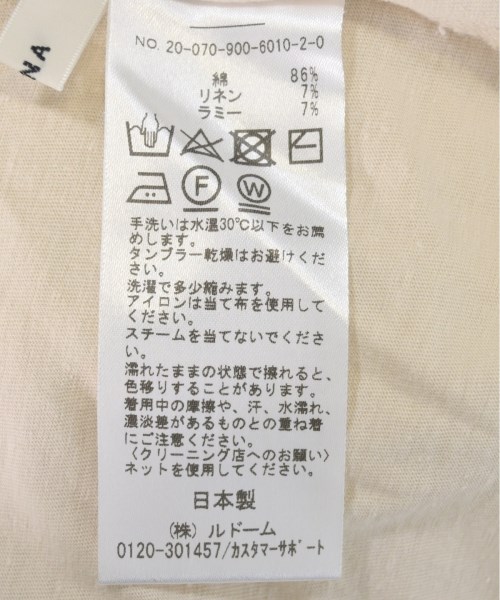 NA
NO. 20-070-900-6010-2-0
綿 86%
リネン 7%
ラミー 7%
F W
手洗いは水温30℃以下をお薦
めします。
タンブラー乾燥はお避けくだ
さい。
洗濯で多少縮みます。
アイロンは当て布を使用して
ください。
スチームを当てないでくださ
い。
濡れたままの状態で擦れると、
色移りすることがあります。
着用中の摩擦や、汗、水濡れ、
濃淡差があるものとの重ね着
にご注意ください。
〈クリーニング店へのお願い〉
ネットを使用してください。
日本製
(株) ルドーム
0120-301457/カスタマーサポート